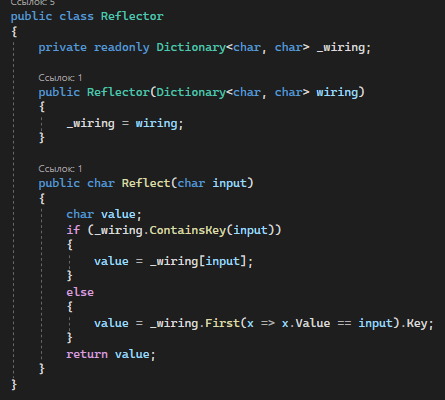 Ссылок: 5
public class Reflector
{
    private readonly Dictionary<char, char> _wiring;

    Ссылок: 1
    public Reflector(Dictionary<char, char> wiring)
    {
        _wiring = wiring;
    }

    Ссылок: 1
    public char Reflect(char input)
    {
        char value;
        if (_wiring.ContainsKey(input))
        {
            value = _wiring[input];
        }
        else
        {
            value = _wiring.First(x => x.Value == input).Key;
        }
        return value;
    }
}